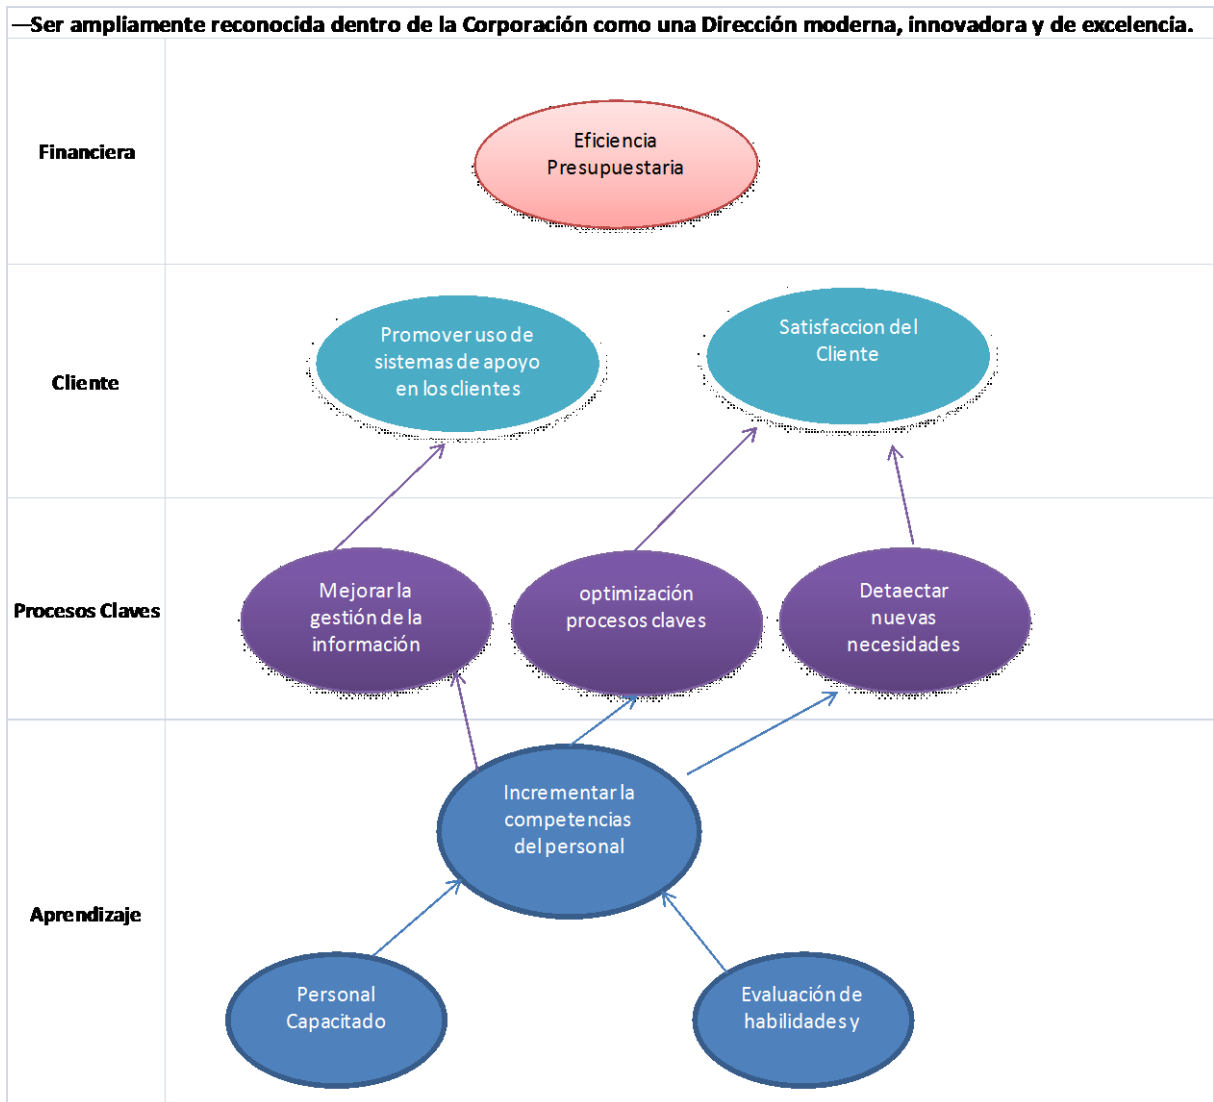 —Ser ampliamente reconocida dentro de la Corporación como una Dirección moderna, innovadora y de excelencia.
Financiera
Eficiencia
Presupuestaria
Cliente
Promover uso de
sistemas de apoyo
en los clientes
Satisfaccion del
Cliente
Procesos Claves
Mejorar la
gestión de la
información
optimización
procesos claves
Detaectar
nuevas
necesidades
Aprendizaje
Incrementar la
competencias
del personal
Personal
Capacitado
Evaluación de
habilidades y